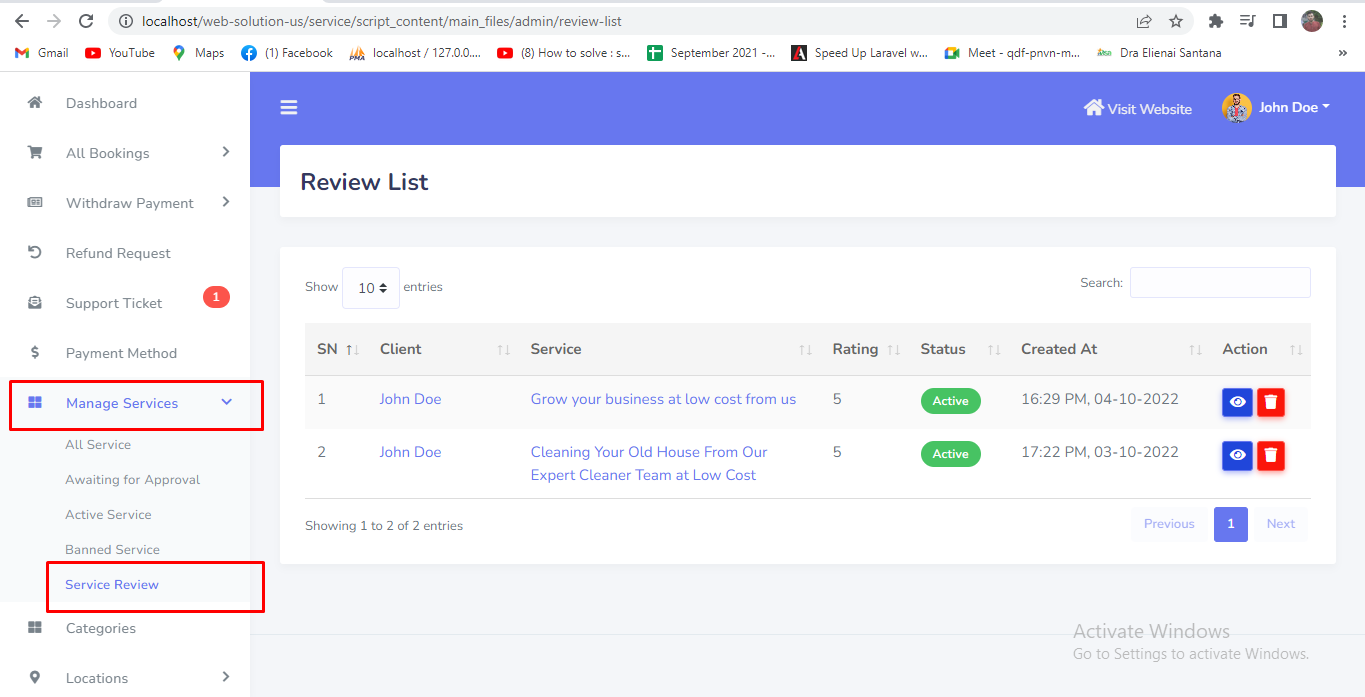 localhost/web-solution-us/service/script_content/main_files/admin/review-list
Gmail
YouTube
Maps
(1) Facebook
localhost / 127.0.0....
(8) How to solve : s...
September 2021 -...
Speed Up Laravel w...
Meet - qdf-pnvn-m...
Dra Elienai Santana
»
Dashboard
All Bookings
Withdraw Payment
Refund Request
Support Ticket
1
Payment Method
Manage Services
All Service
Awaiting for Approval
Active Service
Banned Service
Service Review
Categories
Locations
Visit Website
John Doe
Review List
Show 10 entries
Search:
SN Client Service Rating Status Created At Action
1 John Doe Grow your business at low cost from us 5 Active 16:29 PM, 04-10-2022
2 John Doe Cleaning Your Old House From Our 5 Active 17:22 PM, 03-10-2022
Expert Cleaner Team at Low Cost
Showing 1 to 2 of 2 entries
Previous 1 Next
Activate Windows
Go to Settings to activate Windows.